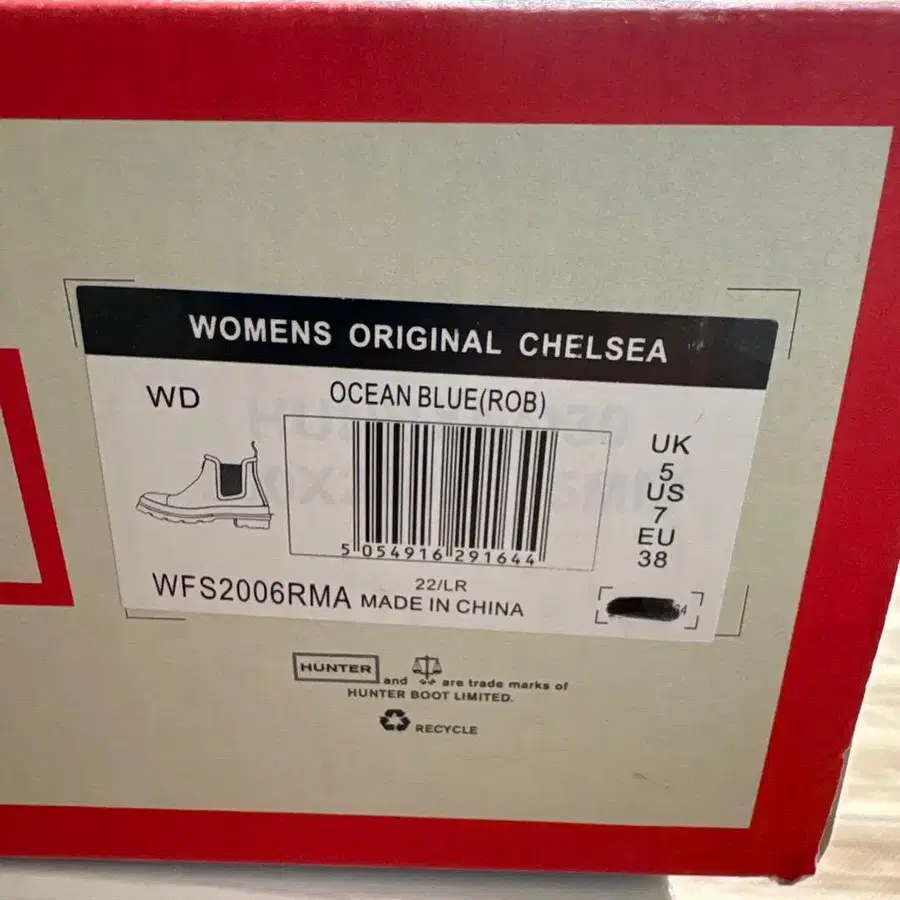 WOMENS ORIGINAL CHELSEA
WD
OCEAN BLUE(ROB)
UK
5
US
7
EU
38
5 054916 291644
22/LR
WFS2006RMA MADE IN CHINA
HUNTER and are trade marks of
HUNTER BOOT LIMITED.
RECYCLE